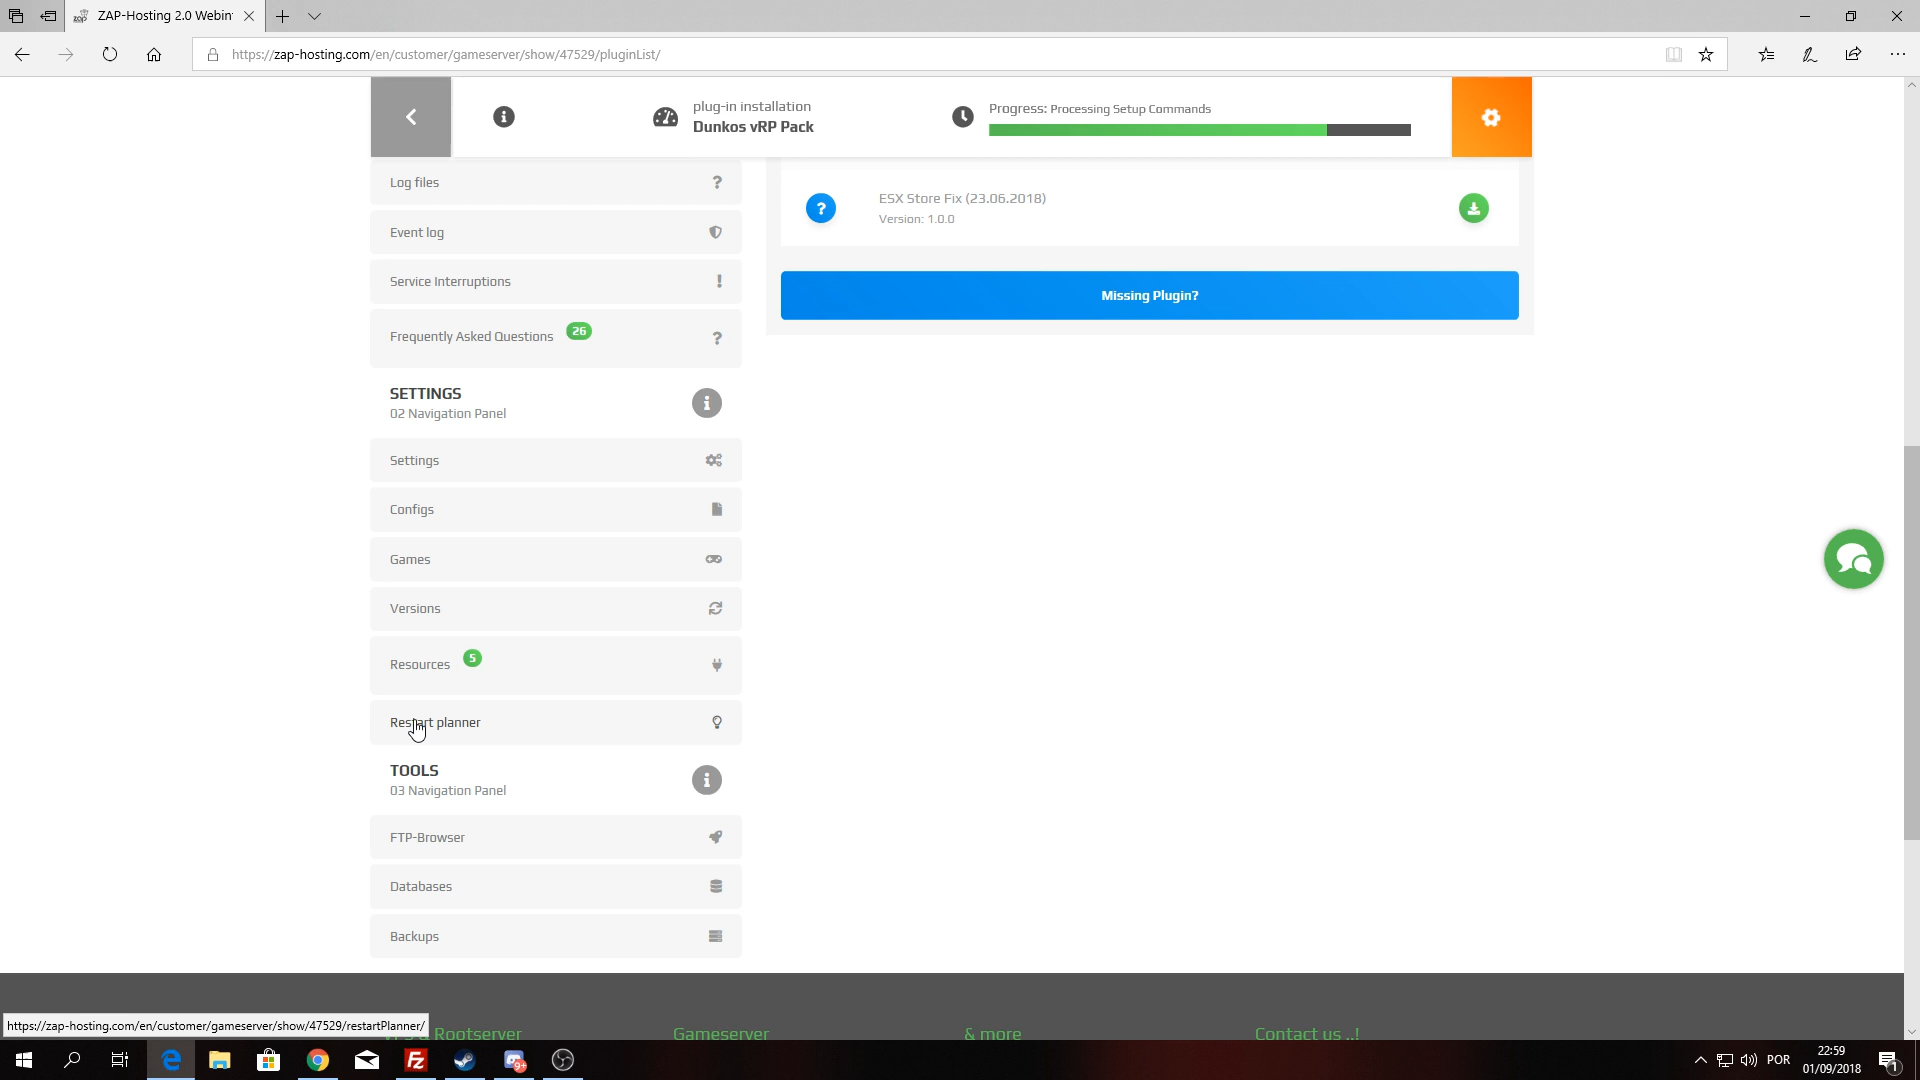 ZAP-Hosting 2.0 Webin
https://zap-hosting.com/en/customer/gameserver/show/47529/pluginList/
plug-in installation
Dunkos vRP Pack
Progress: Processing Setup Commands
Log files
Event log
Service Interruptions
Frequently Asked Questions 26
SETTINGS
02 Navigation Panel
Settings
Configs
Games
Versions
Resources 5
Restart planner
TOOLS
03 Navigation Panel
FTP-Browser
Databases
Backups
ESX Store Fix (23.06.2018)
Version: 1.0.0
Missing Plugin?
https://zap-hosting.com/en/customer/gameserver/show/47529/restartPlanner/
Rootserver
Gameserver
& more
Contact us ..!
9+
POR
22:59
01/09/2018
1